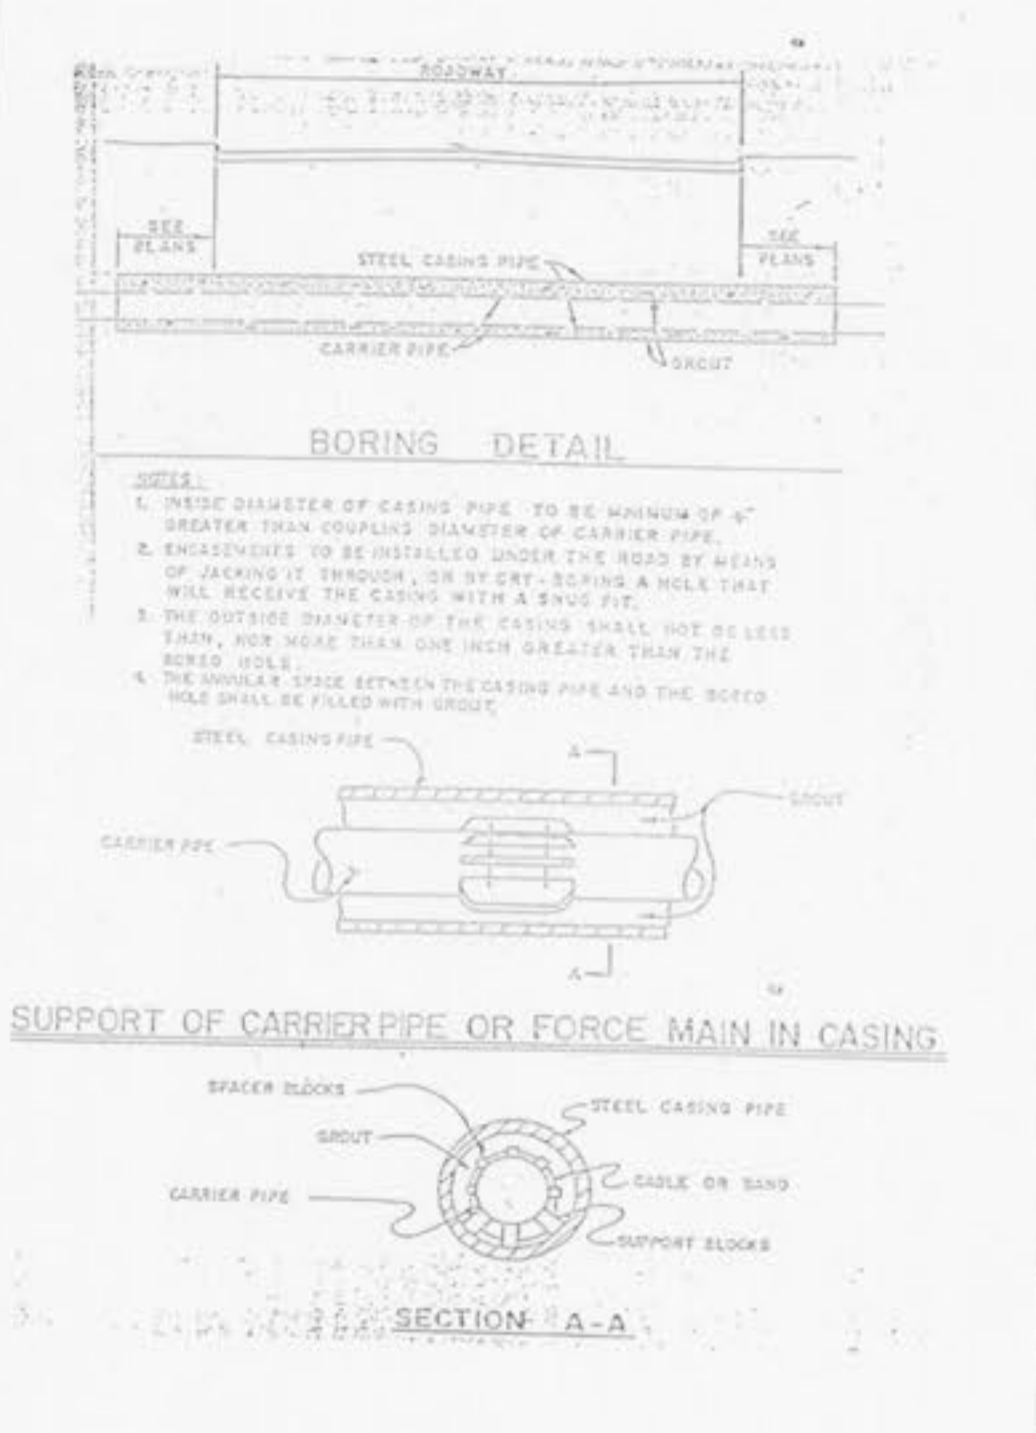 ROADWAY
SEE
PLANS
SEE
PLANS
STEEL CASING PIPE
CARRIER PIPE
GROUT
BORING DETAIL
NOTES:
1. INSIDE DIAMETER OF CASING PIPE TO BE MINIMUM OF
GREATER THAN COUPLING DIAMETER OF CARRIER PIPE.
2. ENCASEMENTS TO BE INSTALLED UNDER THE ROAD BY MEANS
OF JACKING IT THROUGH, OR BY DRY-BORING A HOLE THAT
WILL RECEIVE THE CASING WITH A SNUG FIT.
3. THE OUTSIDE DIAMETER OF THE CASING SHALL NOT BE LESS
THAN, NOR MORE THAN ONE INCH GREATER THAN THE
BORED HOLE.
4. THE ANNULAR SPACE BETWEEN THE CASING PIPE AND THE BORED
HOLE SHALL BE FILLED WITH GROUT.
STEEL CASING PIPE
A
GROUT
CARRIER PIPE
A
SUPPORT OF CARRIER PIPE OR FORCE MAIN IN CASING
SPACER BLOCKS
STEEL CASING PIPE
GROUT
CABLE OR BAND
CARRIER PIPE
SUPPORT BLOCKS
SECTION A-A